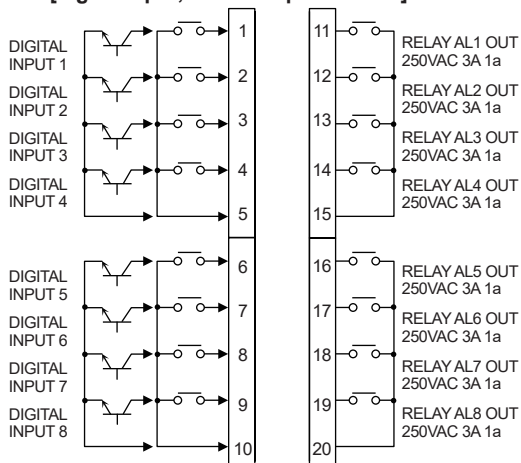 DIGITAL
INPUT 1
DIGITAL
INPUT 2
DIGITAL
INPUT 3
DIGITAL
INPUT 4
1
2
3
4
5
11
12
13
14
15
RELAY AL1 OUT
250VAC 3A 1a
RELAY AL2 OUT
250VAC 3A 1a
RELAY AL3 OUT
250VAC 3A 1a
RELAY AL4 OUT
250VAC 3A 1a
DIGITAL
INPUT 5
DIGITAL
INPUT 6
DIGITAL
INPUT 7
DIGITAL
INPUT 8
6
7
8
9
10
16
17
18
19
20
RELAY AL5 OUT
250VAC 3A 1a
RELAY AL6 OUT
250VAC 3A 1a
RELAY AL7 OUT
250VAC 3A 1a
RELAY AL8 OUT
250VAC 3A 1a